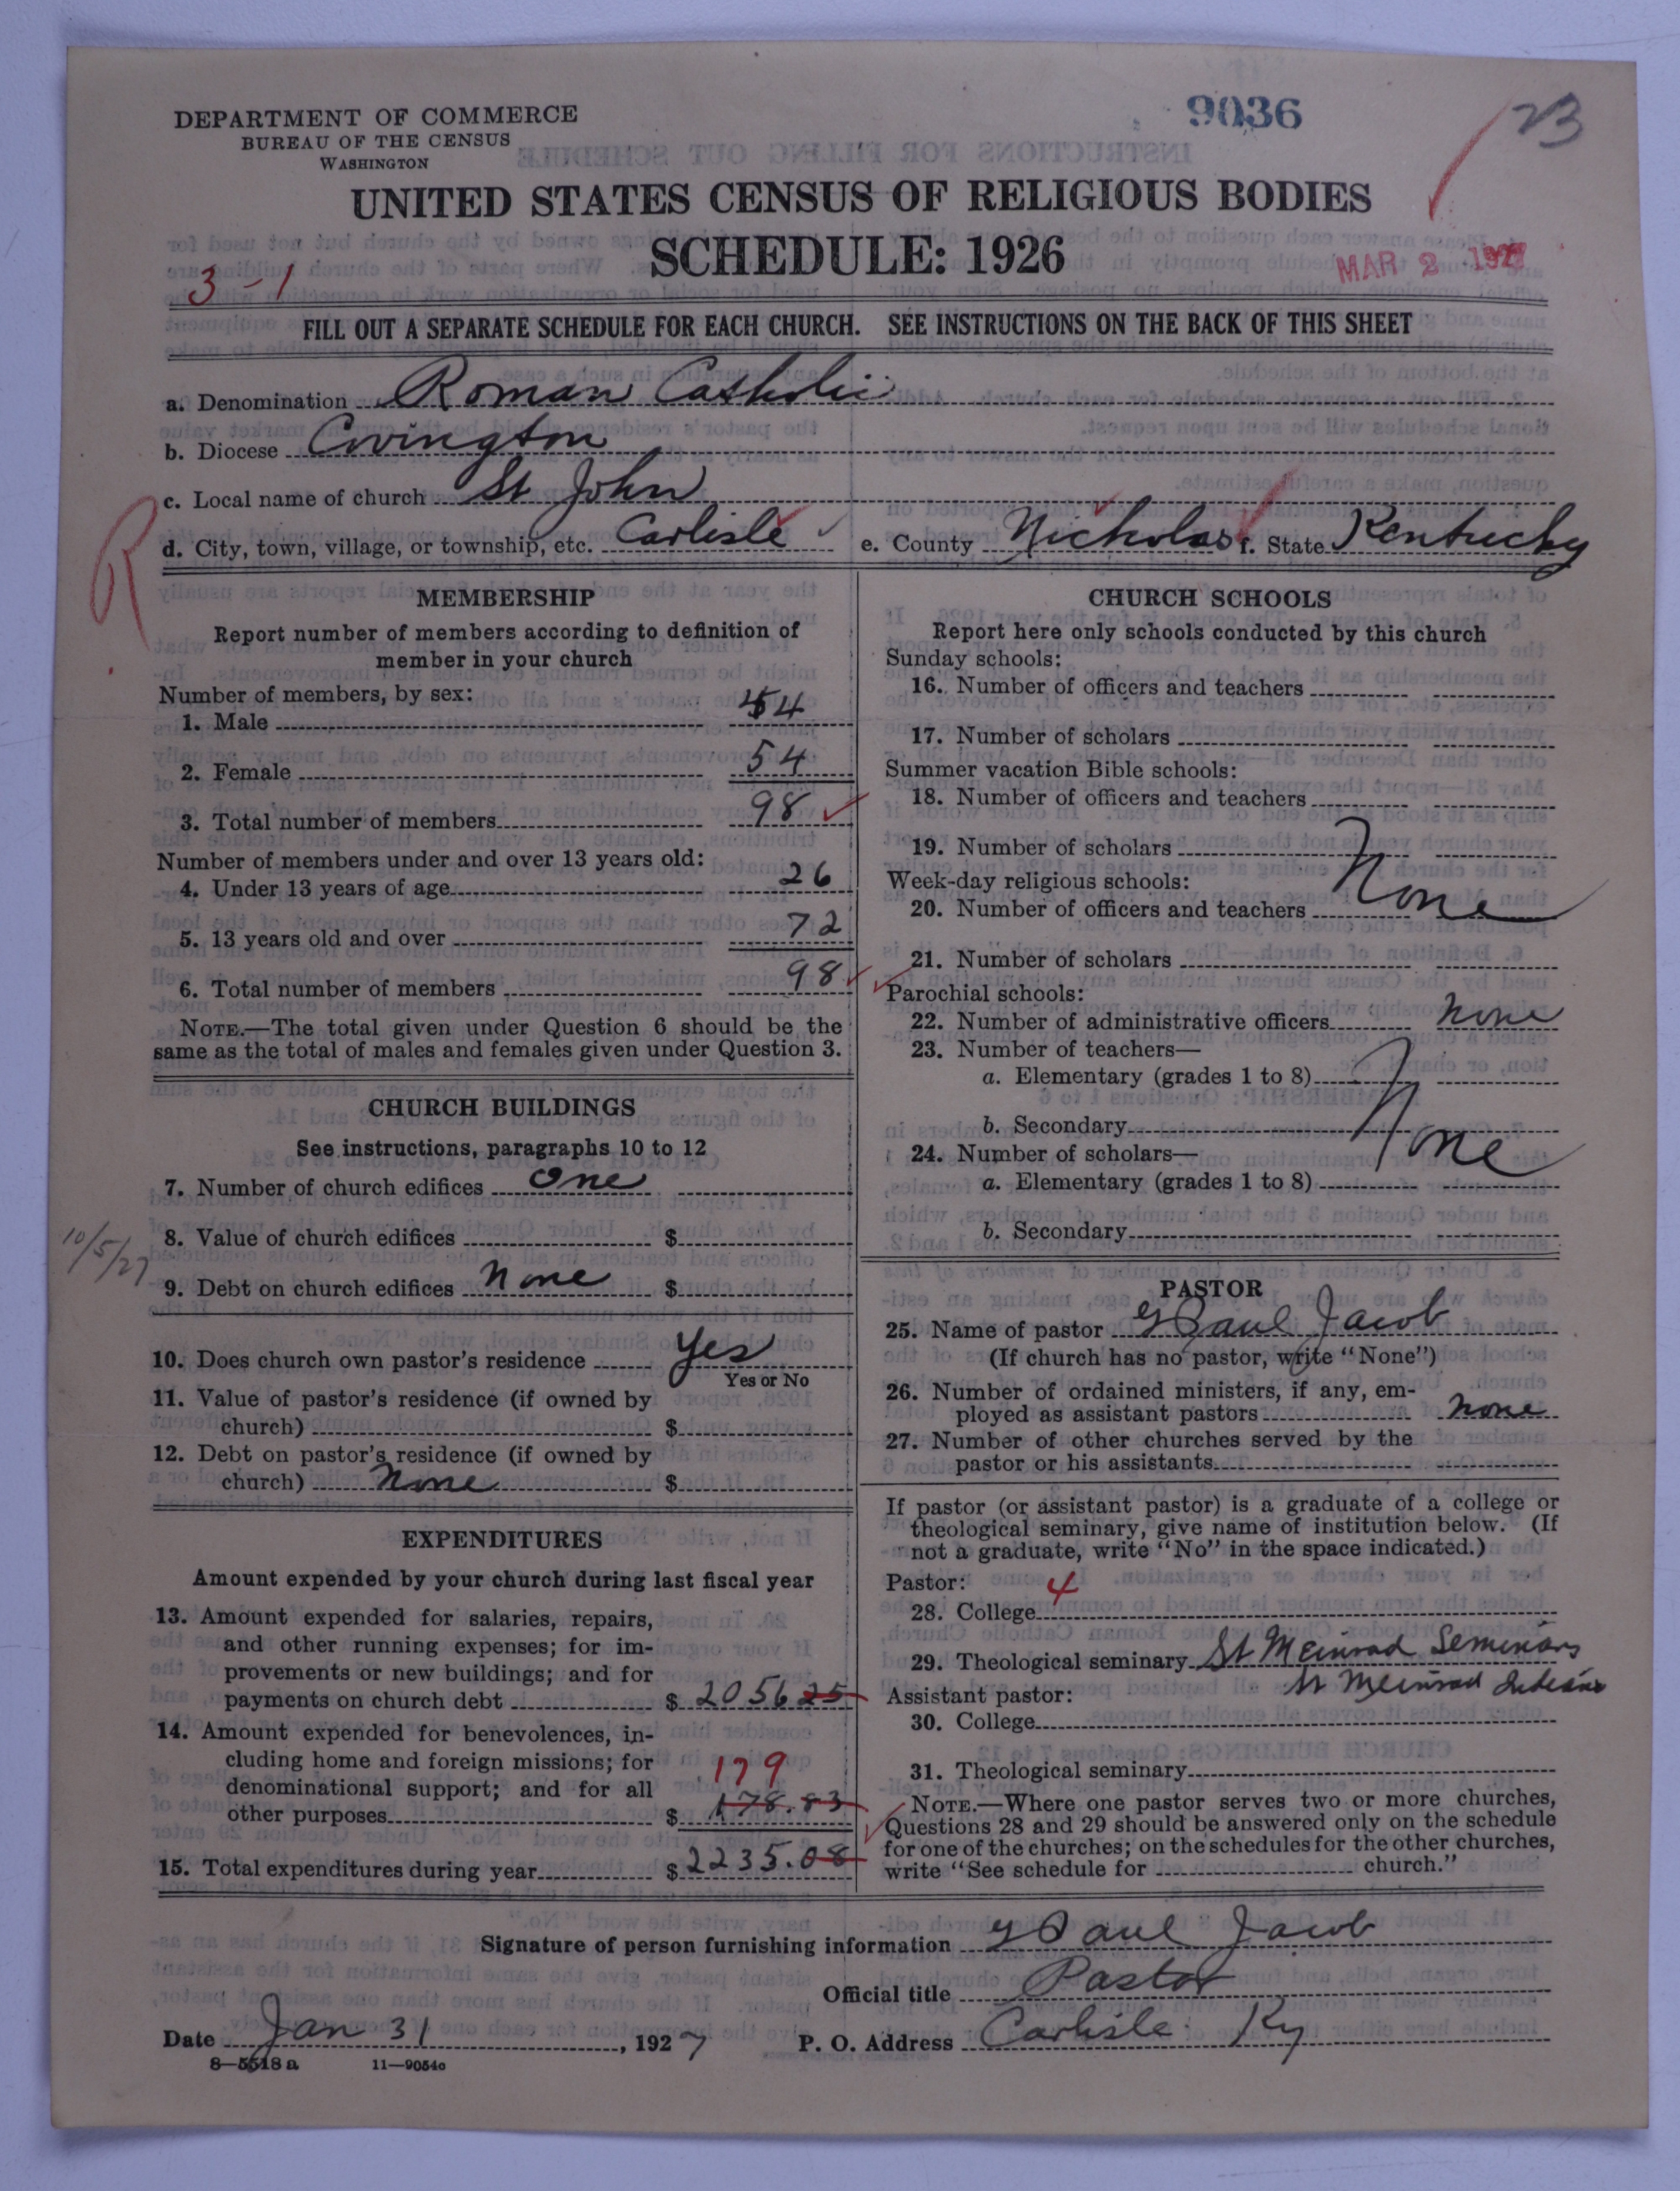 DEPARTMENT OF COMMERCE
BUREAU OF THE CENSUS
WASHINGTON
9036
23
UNITED STATES CENSUS OF RELIGIOUS BODIES
SCHEDULE: 1926
3-1
MAR 2 1927
FILL OUT A SEPARATE SCHEDULE FOR EACH CHURCH. SEE INSTRUCTIONS ON THE BACK OF THIS SHEET
a. Denomination Roman Catholic
b. Diocese Covington
c. Local name of church St John
R
d. City, town, village, or township, etc. Carlisle e. County Nicholas f. State Kentucky
MEMBERSHIP
Report number of members according to definition of
member in your church
Number of members, by sex:
1. Male 44
2. Female 54
3. Total number of members 98
Number of members under and over 13 years old:
4. Under 13 years of age 26
5. 13 years old and over 72
6. Total number of members 98
NOTE.—The total given under Question 6 should be the
same as the total of males and females given under Question 3.
CHURCH BUILDINGS
See instructions, paragraphs 10 to 12
7. Number of church edifices One
8. Value of church edifices $
10/5/27
9. Debt on church edifices None $
10. Does church own pastor's residence Yes
Yes or No
11. Value of pastor's residence (if owned by
church) $
12. Debt on pastor's residence (if owned by
church) None $
EXPENDITURES
Amount expended by your church during last fiscal year
13. Amount expended for salaries, repairs,
and other running expenses; for im-
provements or new buildings; and for
payments on church debt $ 2056 25
14. Amount expended for benevolences, in-
cluding home and foreign missions; for
denominational support; and for all
179
other purposes $ 178.83
15. Total expenditures during year $ 2235.08
CHURCH SCHOOLS
Report here only schools conducted by this church
Sunday schools:
16. Number of officers and teachers
17. Number of scholars
Summer vacation Bible schools:
18. Number of officers and teachers
19. Number of scholars
Week-day religious schools:
20. Number of officers and teachers None
21. Number of scholars
Parochial schools:
22. Number of administrative officers None
23. Number of teachers—
a. Elementary (grades 1 to 8)
b. Secondary None
24. Number of scholars—
a. Elementary (grades 1 to 8)
b. Secondary
PASTOR
25. Name of pastor G Paul Jacob
(If church has no pastor, write "None")
26. Number of ordained ministers, if any, em-
ployed as assistant pastors None
27. Number of other churches served by the
pastor or his assistants
If pastor (or assistant pastor) is a graduate of a college or
theological seminary, give name of institution below. (If
not a graduate, write "No" in the space indicated.)
Pastor: 4
28. College
29. Theological seminary St Meinrad Seminary
St Meinrad Indiana
Assistant pastor:
30. College
31. Theological seminary
NOTE.—Where one pastor serves two or more churches,
Questions 28 and 29 should be answered only on the schedule
for one of the churches; on the schedules for the other churches,
write "See schedule for church."
Signature of person furnishing information G Paul Jacob
Official title Pastor
Date Jan 31, 1927 P. O. Address Carlisle Ky
8—5518 a 11—9054c